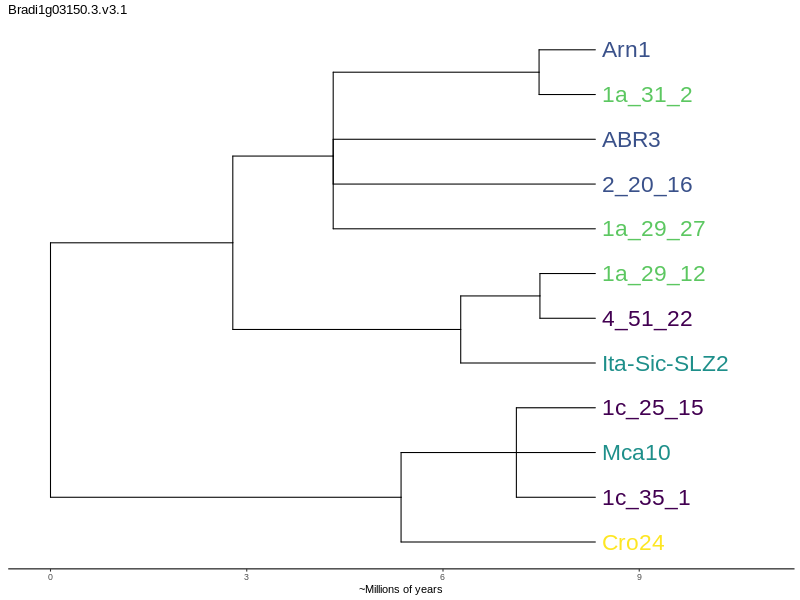 Bradi1g03150.3.v3.1
Arn1
1a_31_2
ABR3
2_20_16
1a_29_27
1a_29_12
4_51_22
Ita-Sic-SLZ2
1c_25_15
Mca10
1c_35_1
Cro24
0 3 6 9
~Millions of years